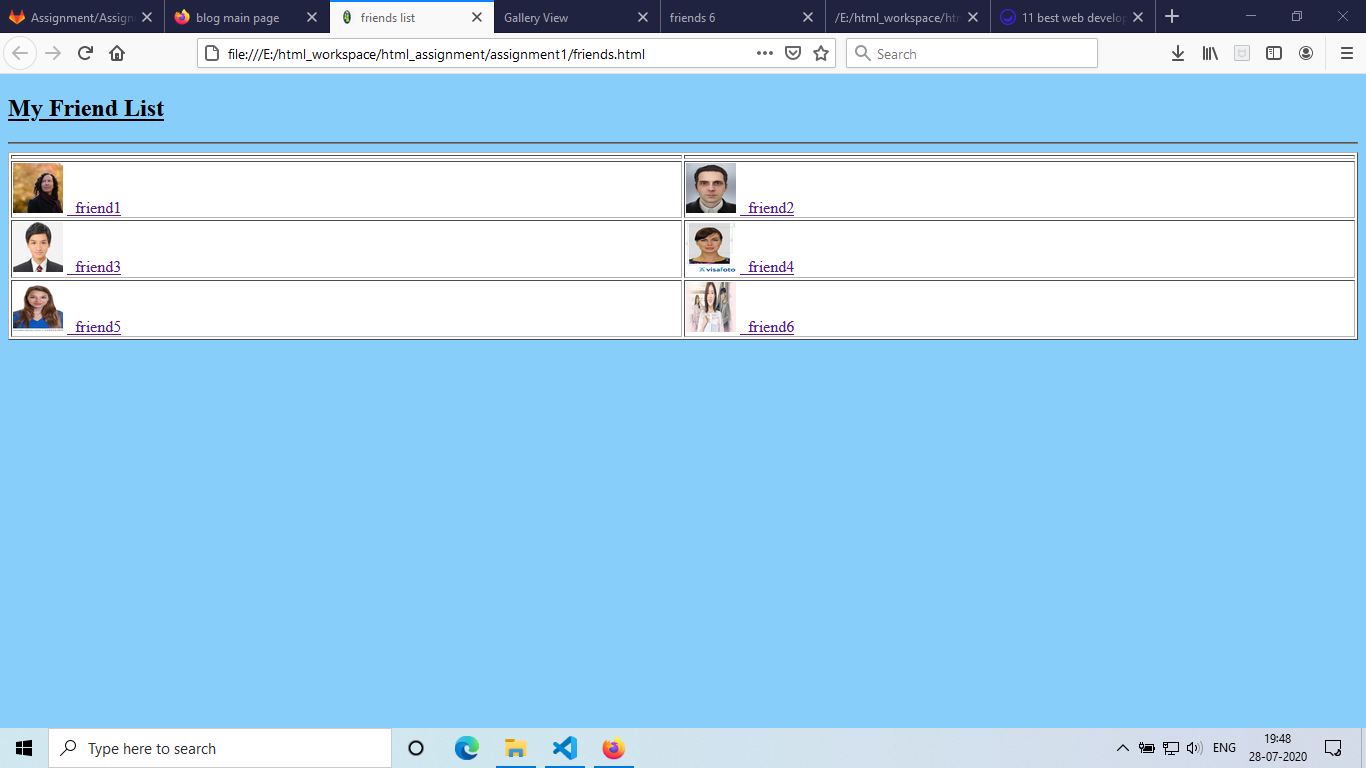 Assignment/Assign
blog main page
friends list
Gallery View
friends 6
/E:/html_workspace/htm
11 best web develop
file:///E:/html_workspace/html_assignment/assignment1/friends.html
Search
My Friend List
friend1
friend2
friend3
visafoto
friend4
friend5
friend6
Type here to search
ENG
19:48
28-07-2020